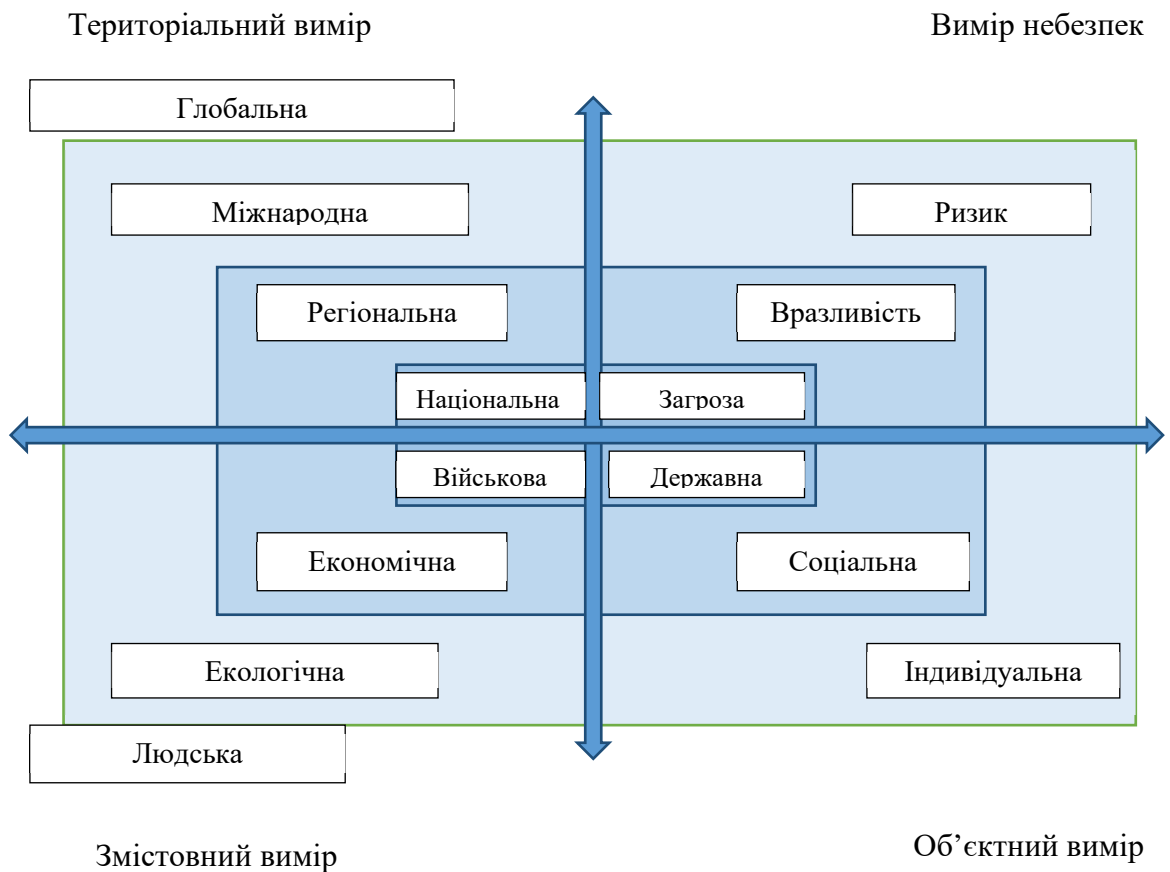 Територіальний вимір
Вимір небезпек
Глобальна
Міжнародна
Ризик
Регіональна
Вразливість
Національна
Загроза
Військова
Державна
Економічна
Соціальна
Екологічна
Індивідуальна
Людська
Змістовний вимір
Об’єктний вимір